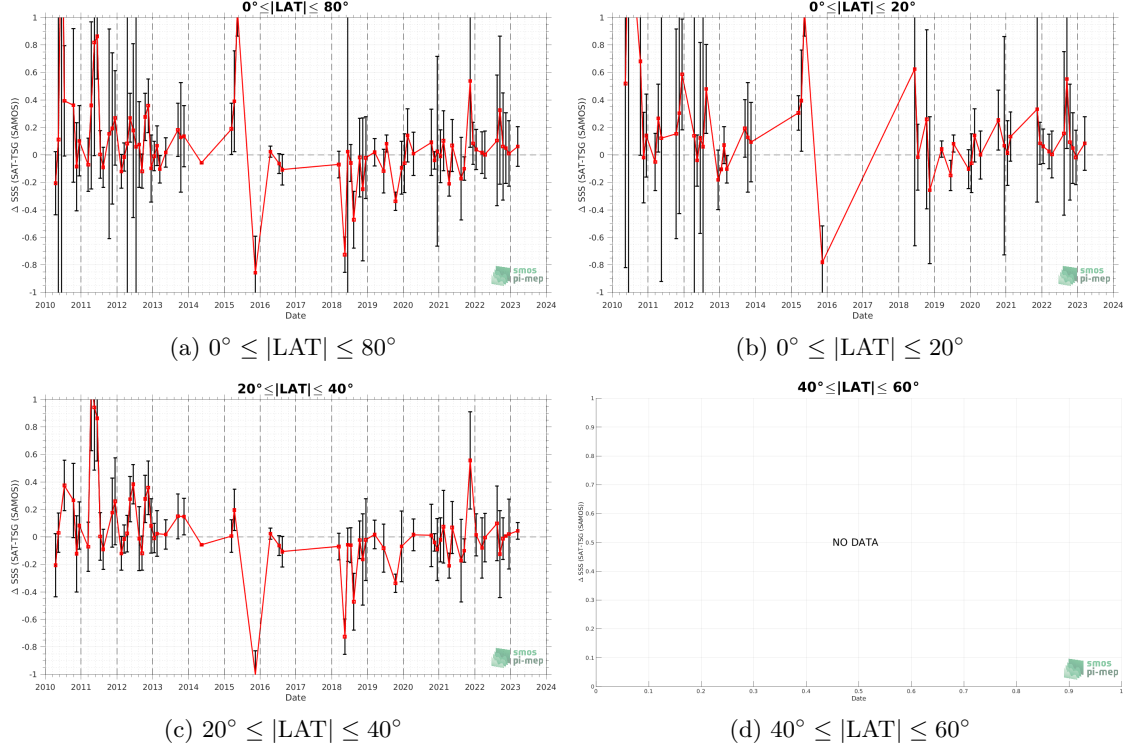 0°≤|LAT|≤ 80°
Δ SSS (SAT-TSG (SAMOS))
1
0.8
0.6
0.4
0.2
0
-0.2
-0.4
-0.6
-0.8
-1
2010 2011 2012 2013 2014 2015 2016 2017 2018 2019 2020 2021 2022 2023 2024
Date
smos
pi-mep
(a) 0° ≤ |LAT| ≤ 80°
0°≤|LAT|≤ 20°
Δ SSS (SAT-TSG (SAMOS))
1
0.8
0.6
0.4
0.2
0
-0.2
-0.4
-0.6
-0.8
-1
2010 2011 2012 2013 2014 2015 2016 2017 2018 2019 2020 2021 2022 2023 2024
Date
smos
pi-mep
(b) 0° ≤ |LAT| ≤ 20°
20°≤|LAT|≤ 40°
Δ SSS (SAT-TSG (SAMOS))
1
0.8
0.6
0.4
0.2
0
-0.2
-0.4
-0.6
-0.8
-1
2010 2011 2012 2013 2014 2015 2016 2017 2018 2019 2020 2021 2022 2023 2024
Date
smos
pi-mep
(c) 20° ≤ |LAT| ≤ 40°
40°≤|LAT|≤ 60°
Δ SSS (SAT-TSG (SAMOS))
1
0.9
0.8
0.7
0.6
0.5
0.4
0.3
0.2
0.1
0
NO DATA
0 0.1 0.2 0.3 0.4 0.5 0.6 0.7 0.8 0.9 1
Date
smos
pi-mep
(d) 40° ≤ |LAT| ≤ 60°